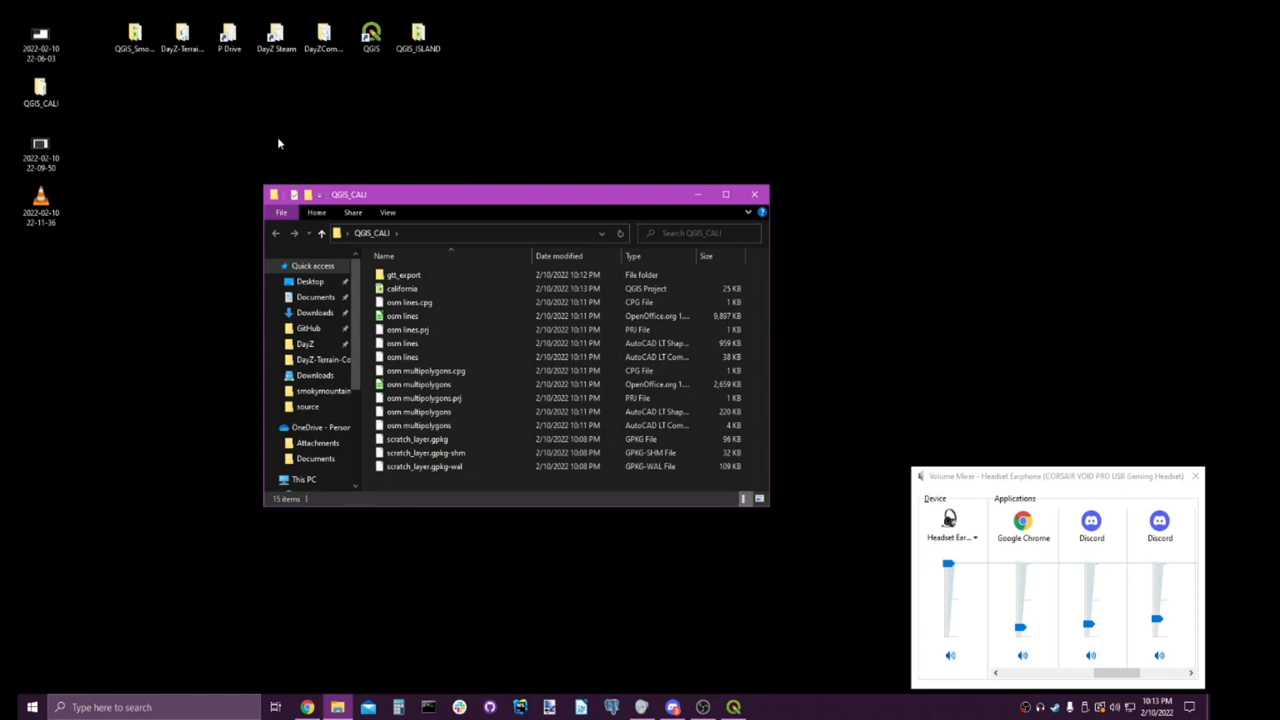 2022-02-10
22-06-03
QGIS_Smo...
DayZ-Terrai...
P Drive
DayZ Steam
DayZCom...
QGIS
QGIS_ISLAND
QGIS_CALI
2022-02-10
22-09-50
2022-02-10
22-11-36
QGIS_CALI
File Home Share View
QGIS_CALI
Search QGIS_CALI
Name Date modified Type Size
Quick access
Desktop
Documents
Downloads
GitHub
DayZ
DayZ-Terrain-Co
Downloads
smokymountain
source
OneDrive - Person
Attachments
Documents
This PC
gtt_export 2/10/2022 10:12 PM File folder
california 2/10/2022 10:13 PM QGIS Project 25 KB
osm lines.cpg 2/10/2022 10:11 PM CPG File 1 KB
osm lines 2/10/2022 10:11 PM OpenOffice.org 1.... 9,897 KB
osm lines.prj 2/10/2022 10:11 PM PRJ File 1 KB
osm lines 2/10/2022 10:11 PM AutoCAD LT Shap... 959 KB
osm lines 2/10/2022 10:11 PM AutoCAD LT Com... 38 KB
osm multipolygons.cpg 2/10/2022 10:11 PM CPG File 1 KB
osm multipolygons 2/10/2022 10:11 PM OpenOffice.org 1.... 2,659 KB
osm multipolygons.prj 2/10/2022 10:11 PM PRJ File 1 KB
osm multipolygons 2/10/2022 10:11 PM AutoCAD LT Shap... 220 KB
osm multipolygons 2/10/2022 10:11 PM AutoCAD LT Com... 4 KB
scratch_layer.gpkg 2/10/2022 10:08 PM GPKG File 96 KB
scratch_layer.gpkg-shm 2/10/2022 10:08 PM GPKG-SHM File 32 KB
scratch_layer.gpkg-wal 2/10/2022 10:08 PM GPKG-WAL File 109 KB
15 items
Volume Mixer - Headset Earphone (CORSAIR VOID PRO USB Gaming Headset)
Device Applications
Headset Ear... Google Chrome Discord Discord
Type here to search
10:13 PM
2/10/2022